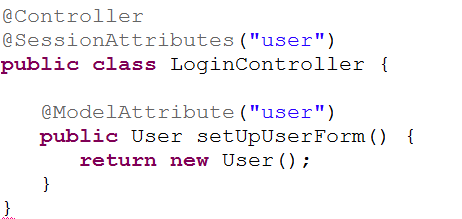 @Controller
@SessionAttributes("user")
public class LoginController {
@ModelAttribute("user")
public User setUpUserForm() {
return new User();
}
}